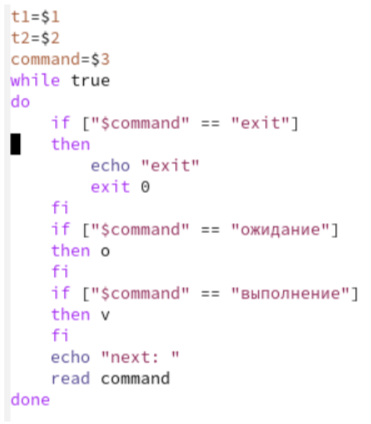 t1=$1
t2=$2
command=$3
while true
do
    if ["$command" == "exit"]
    then
        echo "exit"
        exit 0
    fi
    if ["$command" == "ожидание"]
    then o
    fi
    if ["$command" == "выполнение"]
    then v
    fi
    echo "next: "
    read command
done